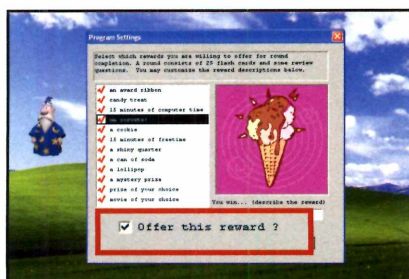 Program Settings
Select which rewards you are willing to offer for round
completion. A round consists of 25 flash cards and some review
questions. You may customize the reward descriptions below.
an award ribbon
candy treat
15 minutes of computer time
a cookie
15 minutes of freetime
a shiny quarter
a can of soda
a lollipop
a mystery prize
prize of your choice
movie of your choice
You win... (describe the reward)
Offer this reward ?